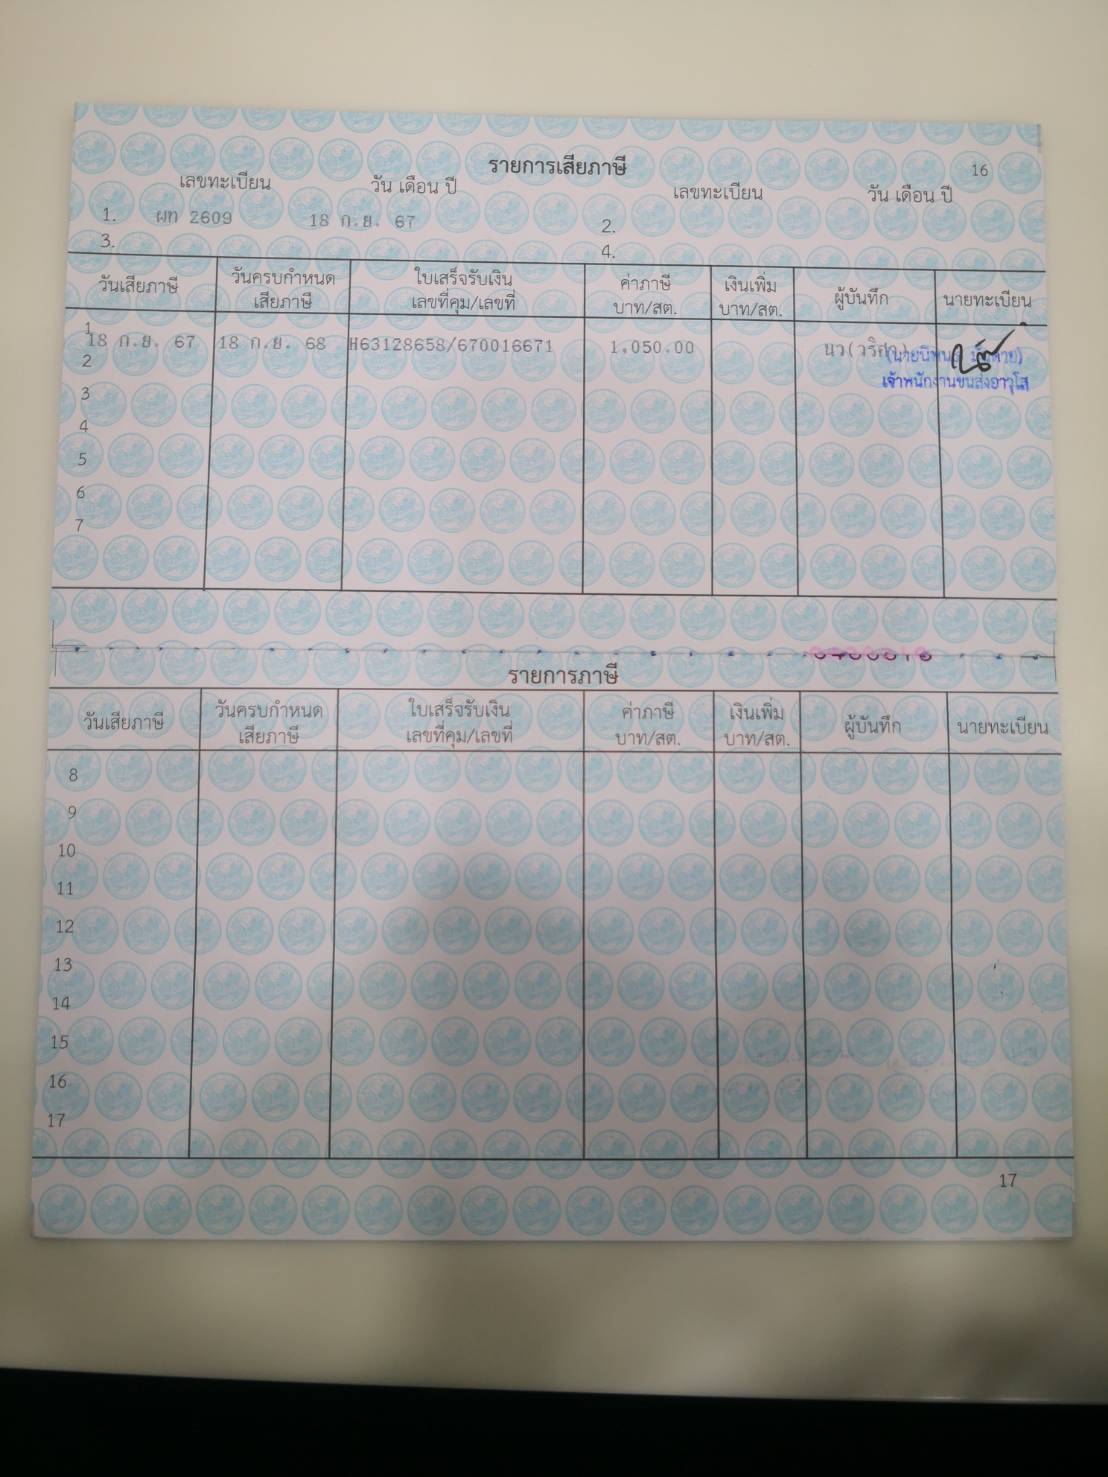 รายการเสียภาษี 16
เลขทะเบียน วัน เดือน ปี เลขทะเบียน วัน เดือน ปี
1. ผท 2609 18 ก.ย. 67 2.
3. 4.
วันเสียภาษี วันครบกำหนด ใบเสร็จรับเงิน ค่าภาษี เงินเพิ่ม ผู้บันทึก นายทะเบียน
เสียภาษี เลขที่คุม/เลขที่ บาท/สต. บาท/สต.
1
18 ก.ย. 67 18 ก.ย. 68 H63128658/670016671 1,050.00
2
เจ้าพนักงานขนส่งอาวุโส
3
4
5
6
7
รายการภาษี
วันเสียภาษี วันครบกำหนด ใบเสร็จรับเงิน ค่าภาษี เงินเพิ่ม ผู้บันทึก นายทะเบียน
เสียภาษี เลขที่คุม/เลขที่ บาท/สต. บาท/สต.
8
9
10
11
12
13
14
15
16
17
17